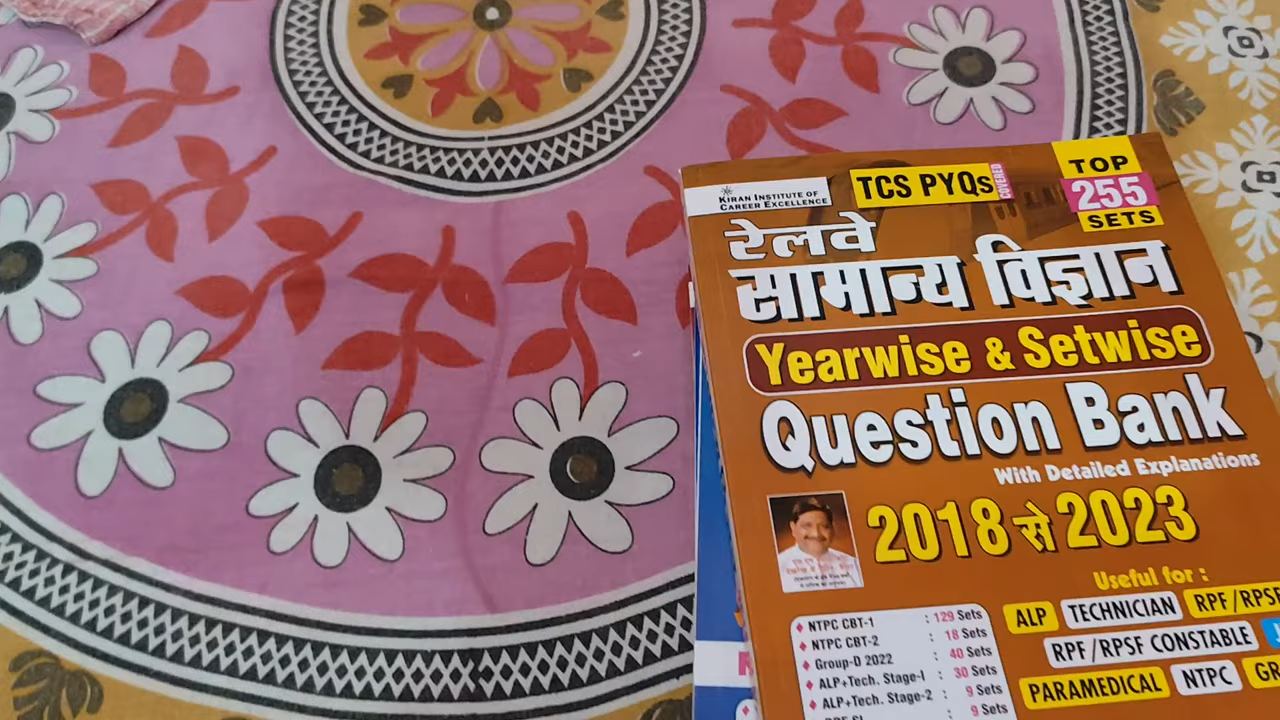 KIRAN INSTITUTE OF
CAREER EXCELLENCE
TCS PYQs
COVERED
TOP
255
SETS
रेलवे
सामान्य विज्ञान
Yearwise & Setwise
Question Bank
With Detailed Explanations
2018 से 2023
Useful for :
ALP TECHNICIAN RPF/RPSF
RPF/RPSF CONSTABLE
PARAMEDICAL NTPC GR
NTPC CBT-1 : 129 Sets
NTPC CBT-2 : 18 Sets
Group-D 2022 : 40 Sets
ALP+Tech. Stage-I : 30 Sets
ALP+Tech. Stage-2 : 9 Sets
: 9 Sets